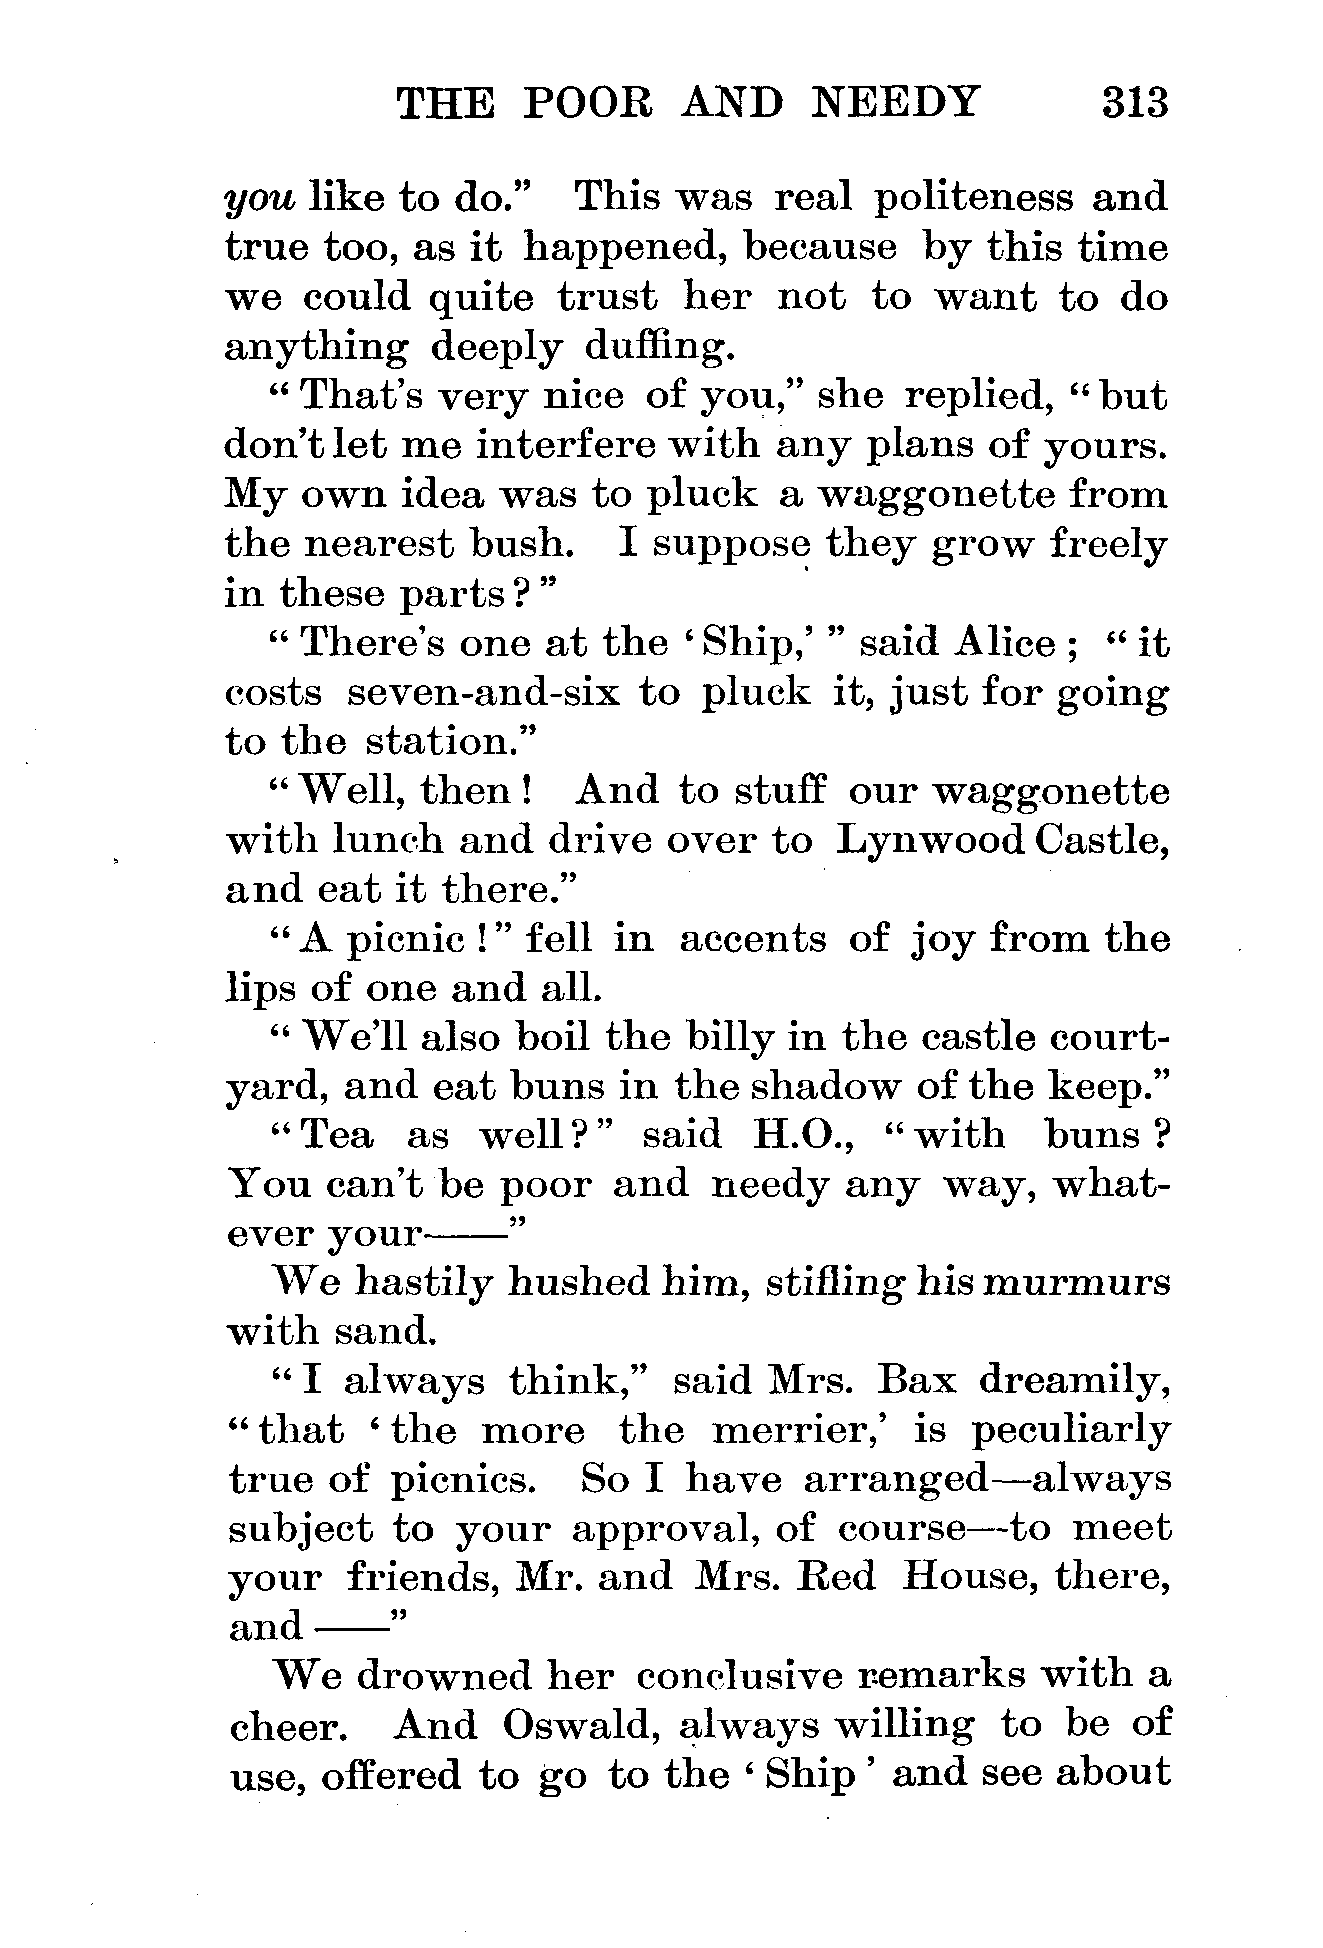 THE POOR AND NEEDY 313
you like to do.” This was real politeness and
true too, as it happened, because by this time
we could quite trust her not to want to do
anything deeply duffing.
“ That’s very nice of you,” she replied, “ but
don’t let me interfere with any plans of yours.
My own idea was to pluck a waggonette from
the nearest bush. I suppose they grow freely
in these parts ? ”
“ There’s one at the ‘ Ship,’ ” said Alice ; “ it
costs seven-and-six to pluck it, just for going
to the station.”
“ Well, then ! And to stuff our waggonette
with lunch and drive over to Lynwood Castle,
and eat it there.”
“ A picnic ! ” fell in accents of joy from the
lips of one and all.
“ We’ll also boil the billy in the castle court-
yard, and eat buns in the shadow of the keep.”
“ Tea as well ? ” said H.O., “ with buns ?
You can’t be poor and needy any way, what-
ever your——”
We hastily hushed him, stifling his murmurs
with sand.
“ I always think,” said Mrs. Bax dreamily,
“ that ‘ the more the merrier,’ is peculiarly
true of picnics. So I have arranged—always
subject to your approval, of course—to meet
your friends, Mr. and Mrs. Red House, there,
and ——”
We drowned her conclusive remarks with a
cheer. And Oswald, always willing to be of
use, offered to go to the ‘ Ship ’ and see about